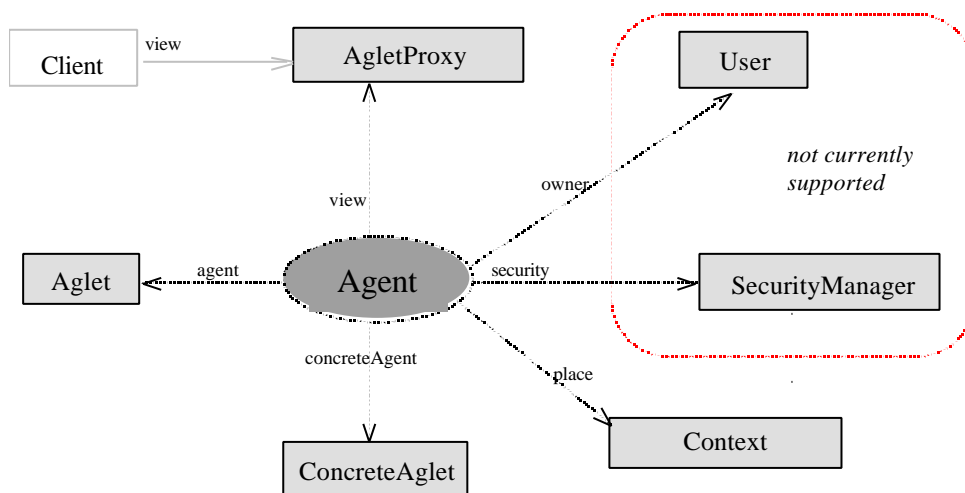 view
Client
AgletProxy
User
not currently
supported
owner
view
Aglet
agent
Agent
security
SecurityManager
concreteAgent
place
ConcreteAglet
Context